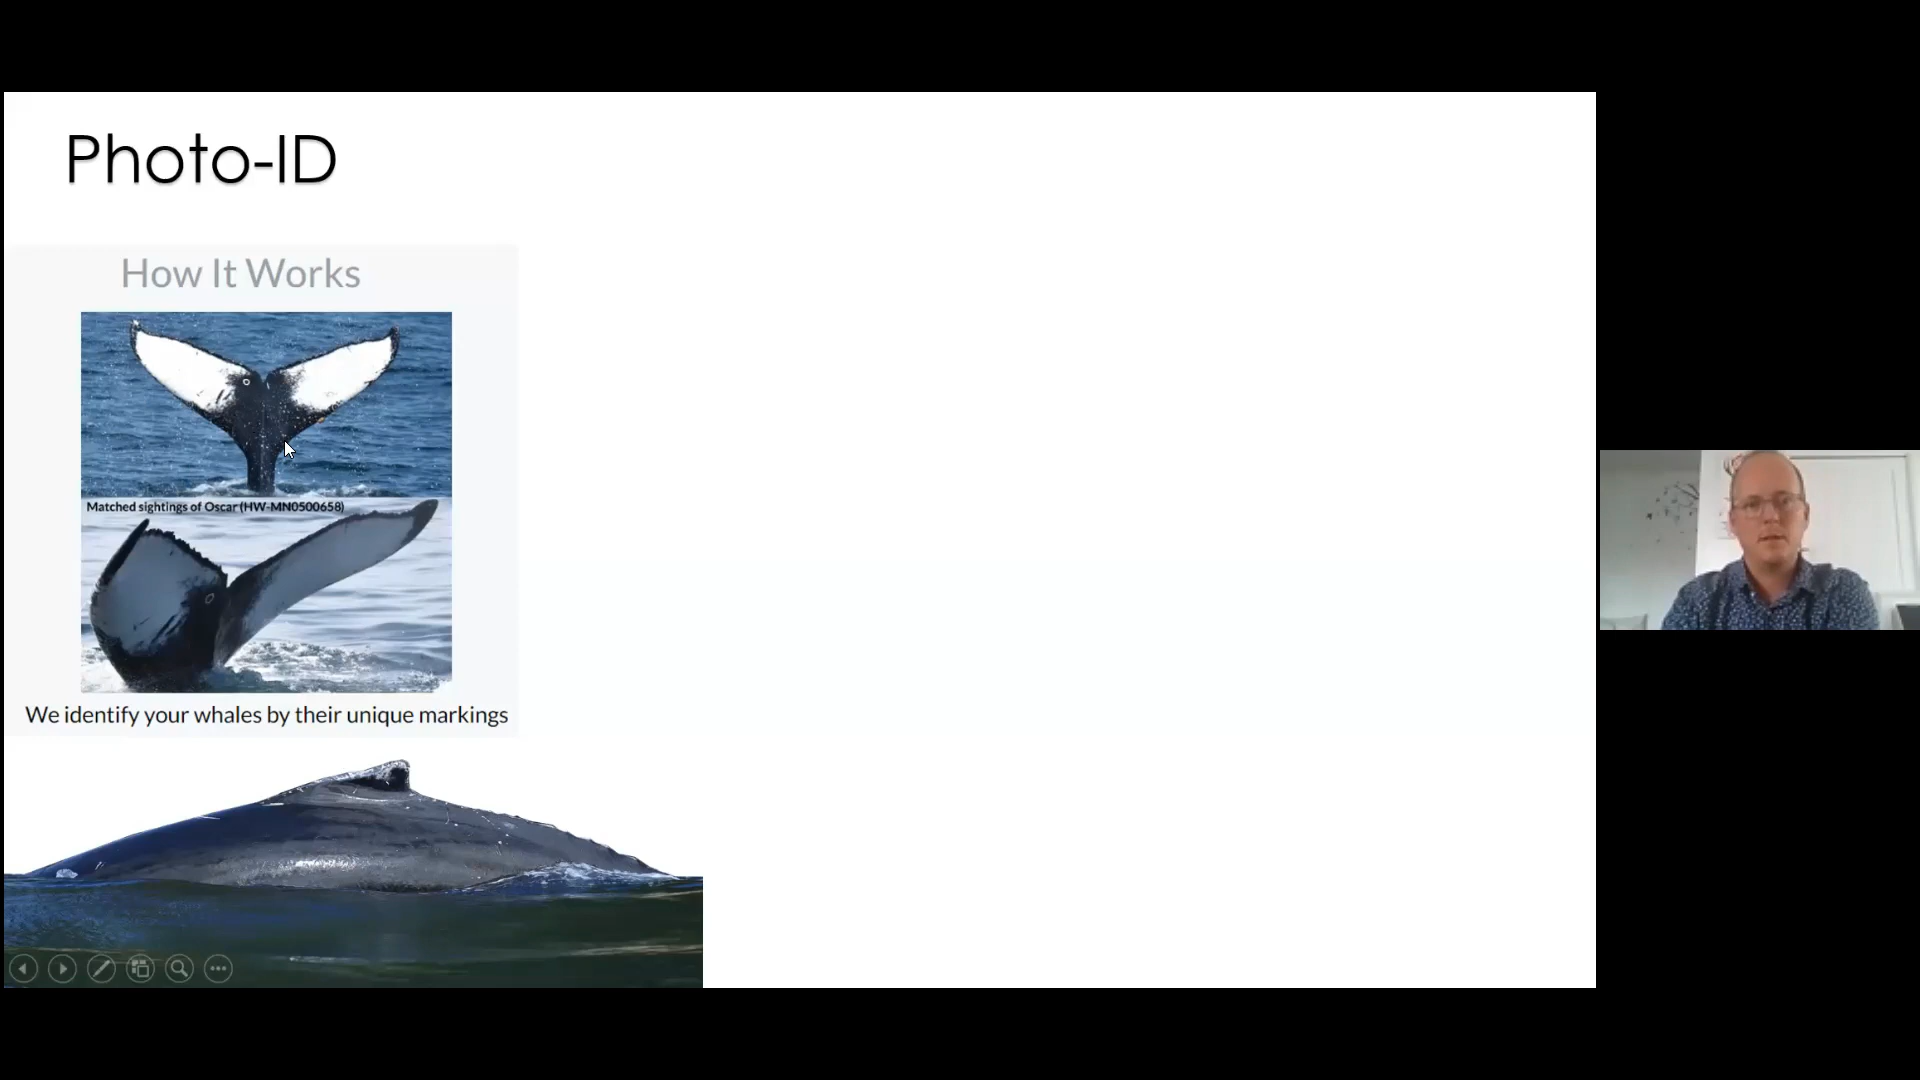 Photo-ID
How It Works
Matched sightings of Oscar (HW-MN0500658)
We identify your whales by their unique markings